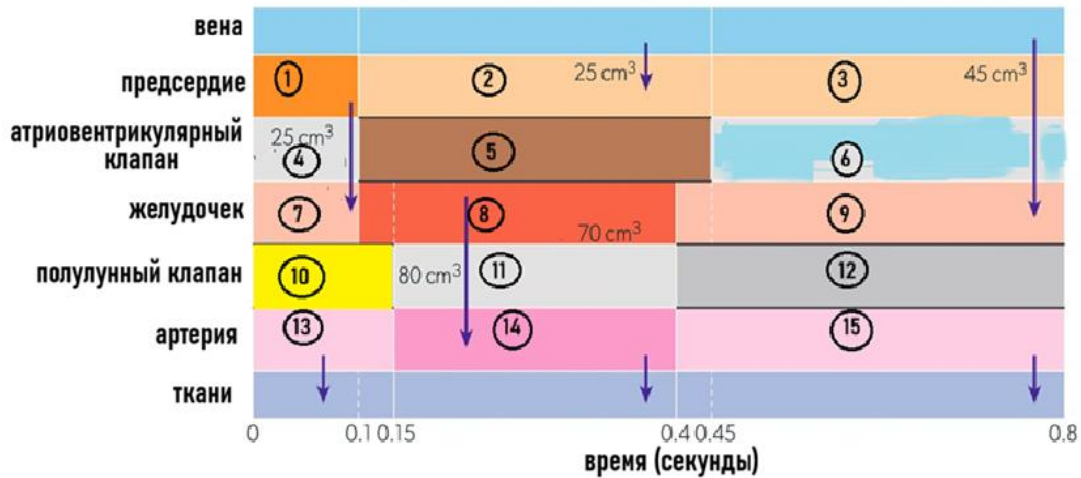 вена
предсердие
1
2
25 cm³
3
45 cm³
атриовентрикулярный
клапан
25 cm³
4
5
6
желудочек
7
8
9
70 cm³
полулунный клапан
10
80 cm³
11
12
артерия
13
14
15
ткани
0
0.1
0.15
0.4
0.45
0.8
время (секунды)